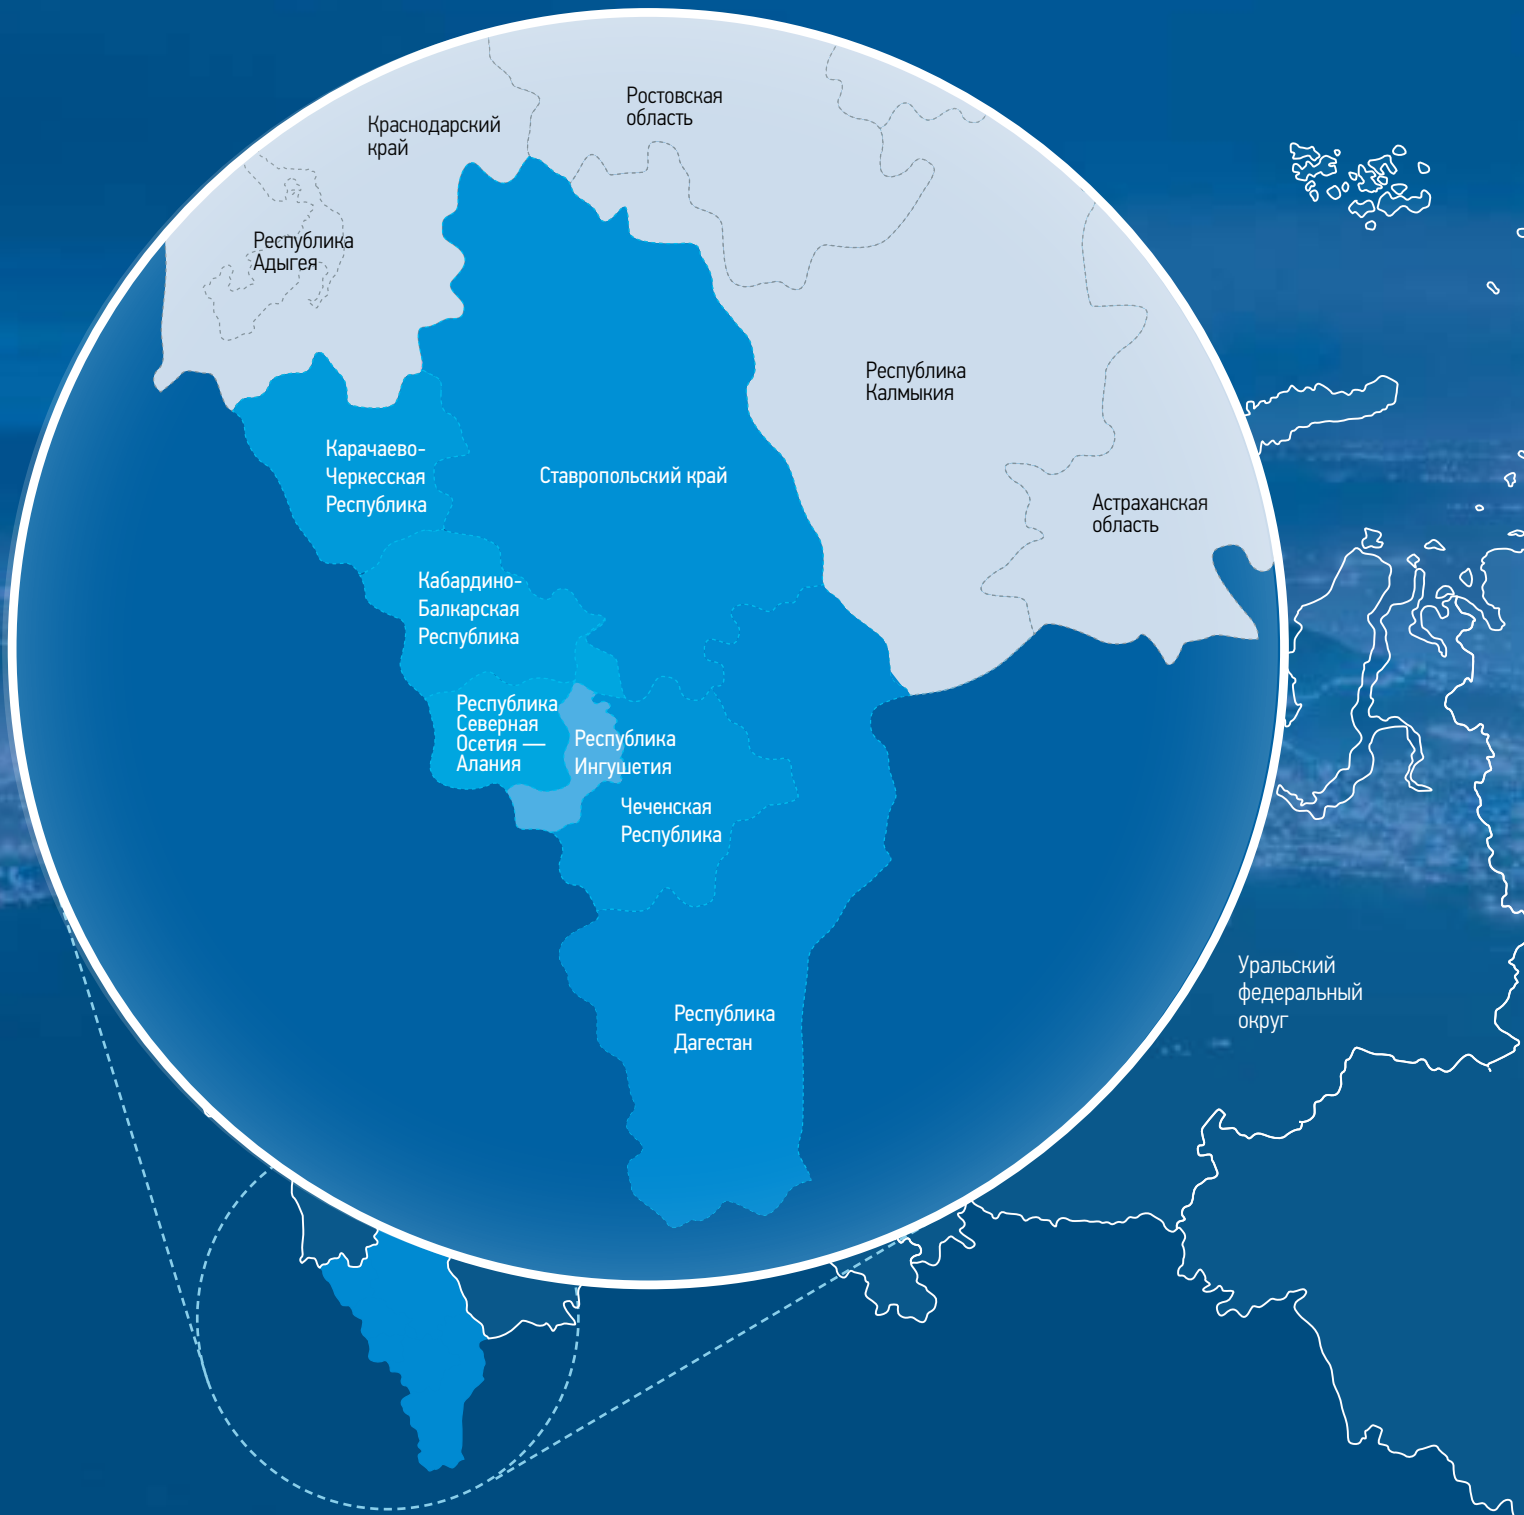 Ростовская
область
Краснодарский
край
Республика
Адыгея
Республика
Калмыкия
Карачаево-
Черкесская
Республика
Ставропольский край
Астраханская
область
Кабардино-
Балкарская
Республика
Республика
Северная
Осетия —
Алания
Республика
Ингушетия
Чеченская
Республика
Уральский
федеральный
округ
Республика
Дагестан